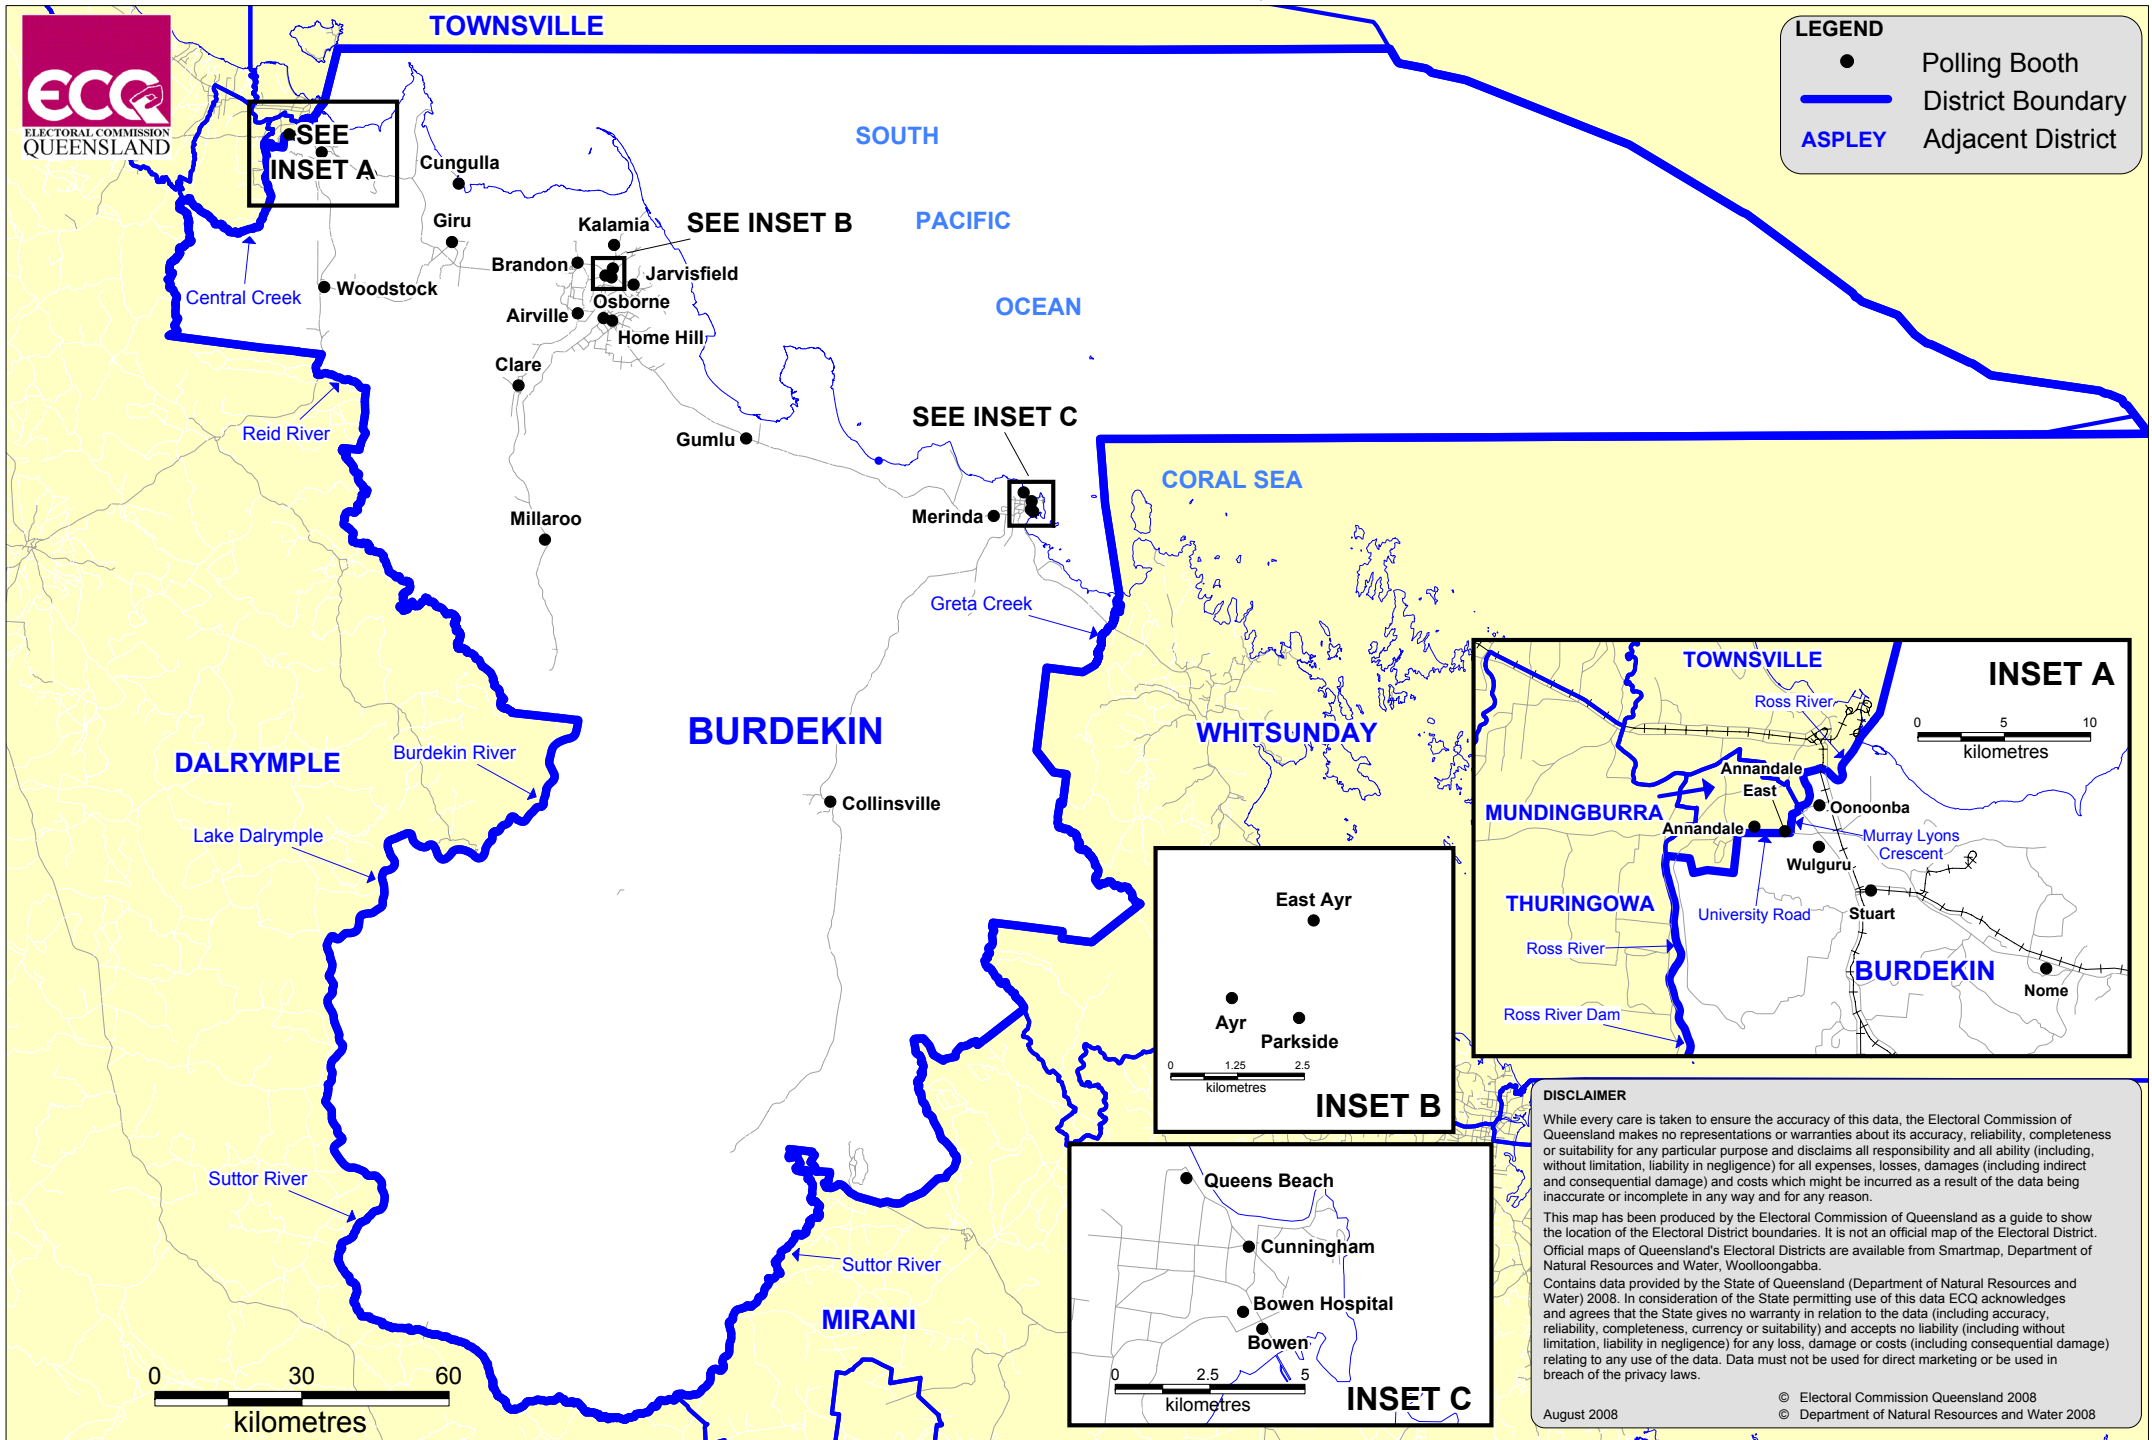 TOWNSVILLE
ECQ
ELECTORAL COMMISSION
QUEENSLAND
LEGEND
Polling Booth
District Boundary
ASPLEY Adjacent District
SEE
INSET A
SOUTH
PACIFIC
OCEAN
Cungulla
Giru
Kalamia
SEE INSET B
Brandon
Jarvisfield
Central Creek
Woodstock
Osborne
Airville
Home Hill
Clare
Reid River
SEE INSET C
Gumlu
CORAL SEA
Merinda
Millaroo
Greta Creek
BURDEKIN
WHITSUNDAY
DALRYMPLE
Burdekin River
Collinsville
Lake Dalrymple
Suttor River
Suttor River
MIRANI
0 30 60
kilometres
TOWNSVILLE
INSET A
Ross River
0 5 10
kilometres
Annandale
East
MUNDINGBURRA
Oonoonba
Annandale
Murray Lyons
Crescent
Wulguru
THURINGOWA
University Road
Stuart
Ross River
BURDEKIN
Nome
Ross River Dam
East Ayr
Ayr
Parkside
0 1.25 2.5
kilometres
INSET B
Queens Beach
Cunningham
Bowen Hospital
Bowen
0 2.5 5
kilometres
INSET C
DISCLAIMER
While every care is taken to ensure the accuracy of this data, the Electoral Commission of
Queensland makes no representations or warranties about its accuracy, reliability, completeness
or suitability for any particular purpose and disclaims all responsibility and all ability (including,
without limitation, liability in negligence) for all expenses, losses, damages (including indirect
and consequential damage) and costs which might be incurred as a result of the data being
inaccurate or incomplete in any way and for any reason.
This map has been produced by the Electoral Commission of Queensland as a guide to show
the location of the Electoral District boundaries. It is not an official map of the Electoral District.
Official maps of Queensland's Electoral Districts are available from Smartmap, Department of
Natural Resources and Water, Woolloongabba.
Contains data provided by the State of Queensland (Department of Natural Resources and
Water) 2008. In consideration of the State permitting use of this data ECQ acknowledges
and agrees that the State gives no warranty in relation to the data (including accuracy,
reliability, completeness, currency or suitability) and accepts no liability (including without
limitation, liability in negligence) for any loss, damage or costs (including consequential damage)
relating to any use of the data. Data must not be used for direct marketing or be used in
breach of the privacy laws.
© Electoral Commission Queensland 2008
August 2008 © Department of Natural Resources and Water 2008